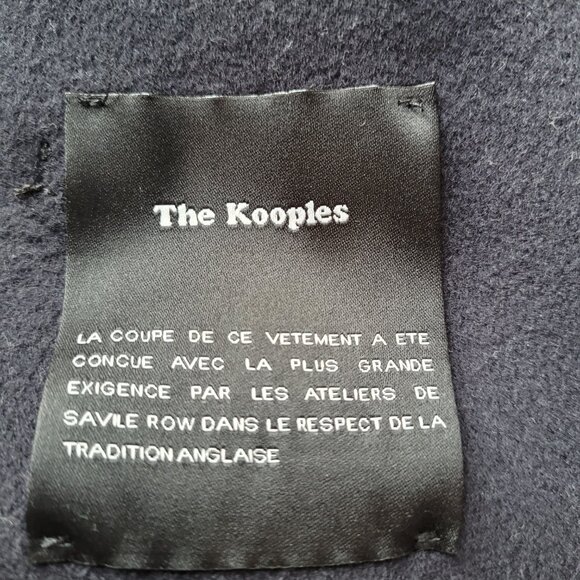 The Kooples
LA COUPE DE CE VETEMENT A ETE
CONCUE AVEC LA PLUS GRANDE
EXIGENCE PAR LES ATELIERS DE
SAVILE ROW DANS LE RESPECT DE LA
TRADITION ANGLAISE